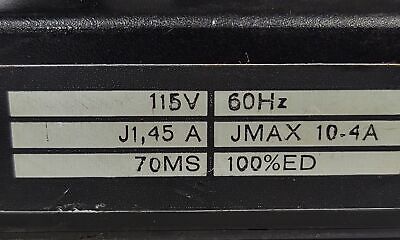 115V 60Hz
J1,45 A JMAX 10-4A
70MS 100%ED